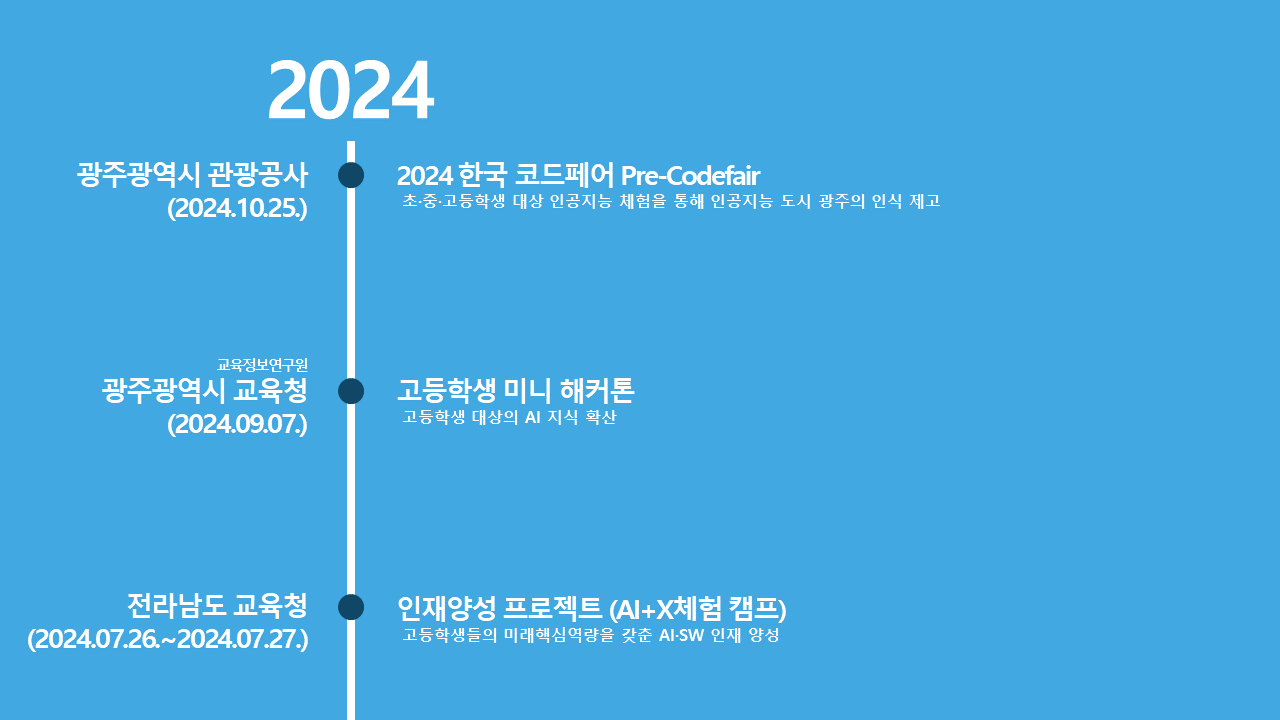 2024
광주광역시 관광공사
(2024.10.25.)
2024 한국 코드페어 Pre-Codefair
초·중·고등학생 대상 인공지능 체험을 통해 인공지능 도시 광주의 인식 제고
교육정보연구원
광주광역시 교육청
(2024.09.07.)
고등학생 미니 해커톤
고등학생 대상의 AI 지식 확산
전라남도 교육청
(2024.07.26.~2024.07.27.)
인재양성 프로젝트 (AI+X체험 캠프)
고등학생들의 미래핵심역량을 갖춘 AI·SW 인재 양성